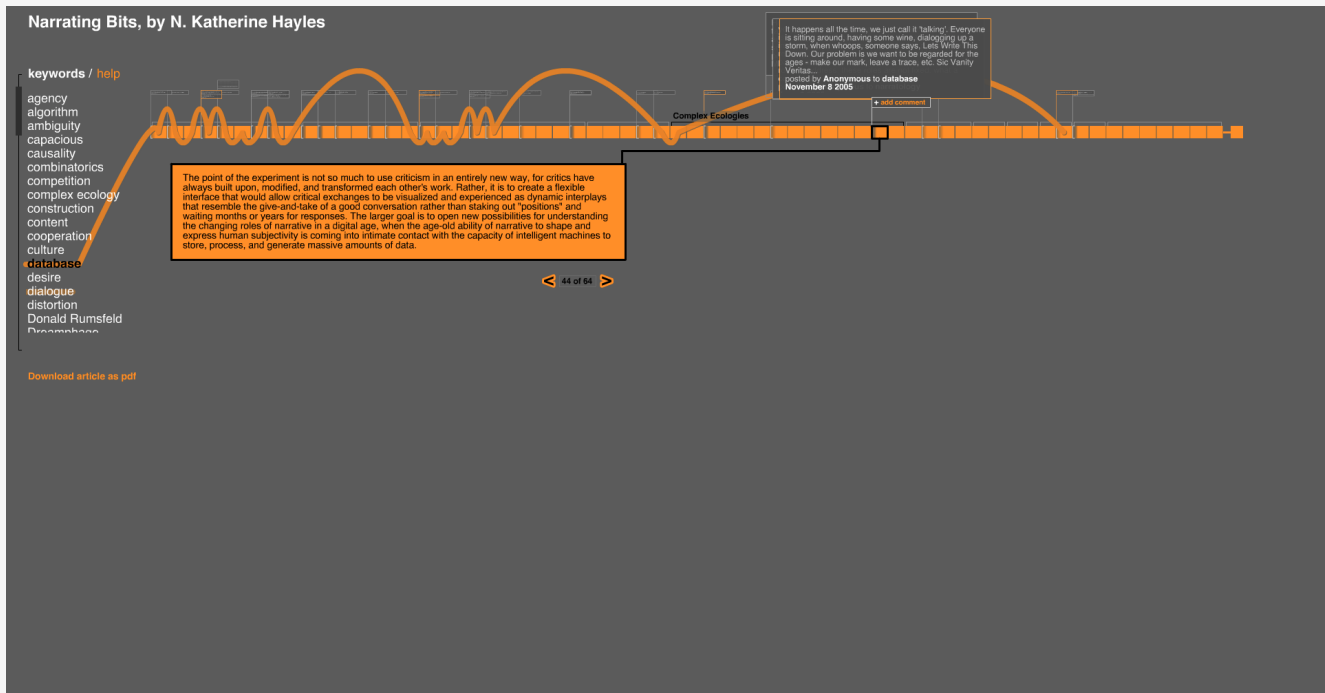 Narrating Bits, by N. Katherine Hayles
It happens all the time, we just call it 'talking'. Everyone
is sitting around, having some wine, dialogging up a
storm, when whoops, someone says, Lets Write This
Down. Our problem is we want to be regarded for the
ages - make our mark, leave a trace, etc. Sic Vanity
Veritas...
posted by Anonymous to database
November 8 2005
+ add comment
Complex Ecologies
keywords / help
agency
algorithm
ambiguity
capacious
causality
combinatorics
competition
complex ecology
construction
content
cooperation
culture
database
desire
dialogue
distortion
Donald Rumsfeld
Dreamphage
The point of the experiment is not so much to use criticism in an entirely new way, for critics have
always built upon, modified, and transformed each other's work. Rather, it is to create a flexible
interface that would allow critical exchanges to be visualized and experienced as dynamic interplays
that resemble the give-and-take of a good conversation rather than staking out "positions" and
waiting months or years for responses. The larger goal is to open new possibilities for understanding
the changing roles of narrative in a digital age, when the age-old ability of narrative to shape and
express human subjectivity is coming into intimate contact with the capacity of intelligent machines to
store, process, and generate massive amounts of data.
< 44 of 64 >
Download article as pdf